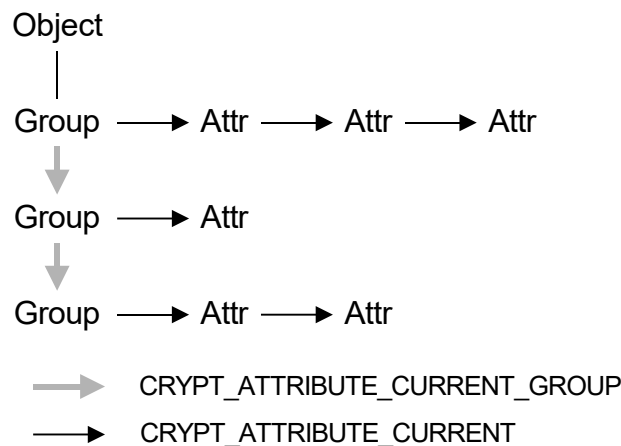 Object
Group Attr Attr Attr
Group Attr
Group Attr Attr
CRYPT_ATTRIBUTE_CURRENT_GROUP
CRYPT_ATTRIBUTE_CURRENT